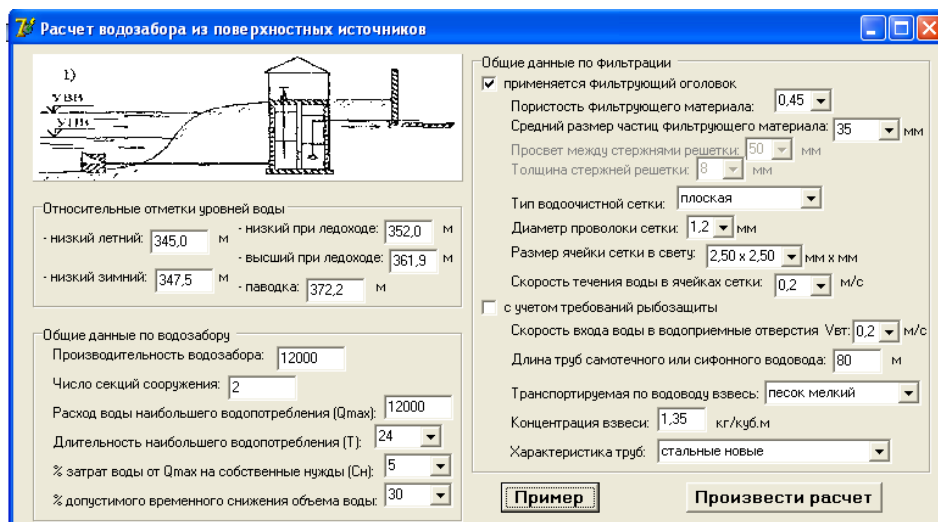 Расчет водозабора из поверхностных источников
1)
УВВ
Относительные отметки уровней воды
- низкий летний: 345,0 м
- низкий при ледоходе: 352,0 м
- высший при ледоходе: 361,9 м
- низкий зимний: 347,5 м
- паводка: 372,2 м
Общие данные по водозабору
Производительность водозабора: 12000
Число секций сооружения: 2
Расход воды наибольшего водопотребления (Qmax): 12000
Длительность наибольшего водопотребления (Т): 24
% затрат воды от Qmax на собственные нужды (Сн): 5
% допустимого временного снижения объема воды: 30
Общие данные по фильтрации
применяется фильтрующий оголовок
Пористость фильтрующего материала: 0,45
Средний размер частиц фильтрующего материала: 35 мм
Просвет между стержнями решетки: 50 мм
Толщина стержней решетки: 8 мм
Тип водоочистной сетки: плоская
Диаметр проволоки сетки: 1,2 мм
Размер ячейки сетки в свету: 2,50 x 2,50 мм x мм
Скорость течения воды в ячейках сетки: 0,2 м/с
с учетом требований рыбозащиты
Скорость входа воды в водоприемные отверстия Vвт: 0,2 м/с
Длина труб самотечного или сифонного водовода: 80 м
Транспортируемая по водоводу взвесь: песок мелкий
Концентрация взвеси: 1,35 кг/куб.м
Характеристика труб: стальные новые
Пример
Произвести расчет